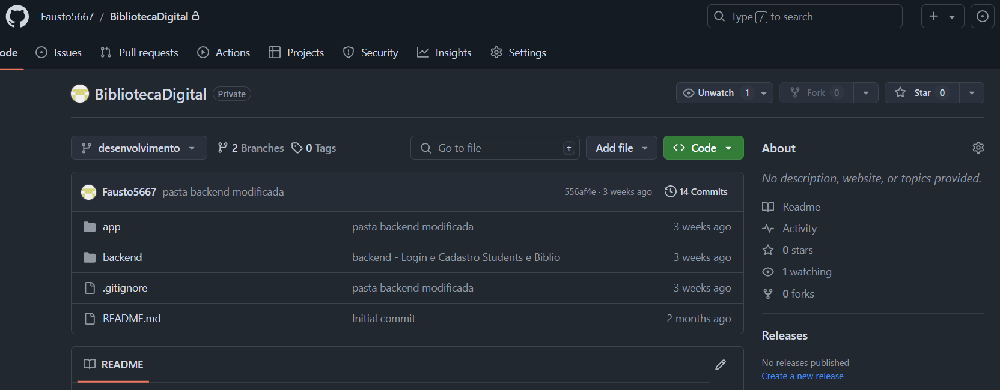 Fausto5667 / BibliotecaDigital
Type / to search
ode Issues Pull requests Actions Projects Security Insights Settings
BibliotecaDigital Private
Unwatch 1 Fork 0 Star 0
desenvolvimento 2 Branches 0 Tags
Go to file t Add file Code
Fausto5667 pasta backend modificada 556af4e · 3 weeks ago 14 Commits
app pasta backend modificada 3 weeks ago
backend backend - Login e Cadastro Students e Biblio 3 weeks ago
.gitignore pasta backend modificada 3 weeks ago
README.md Initial commit 2 months ago
README
About
No description, website, or topics provided.
Readme
Activity
0 stars
1 watching
0 forks
Releases
No releases published
Create a new release